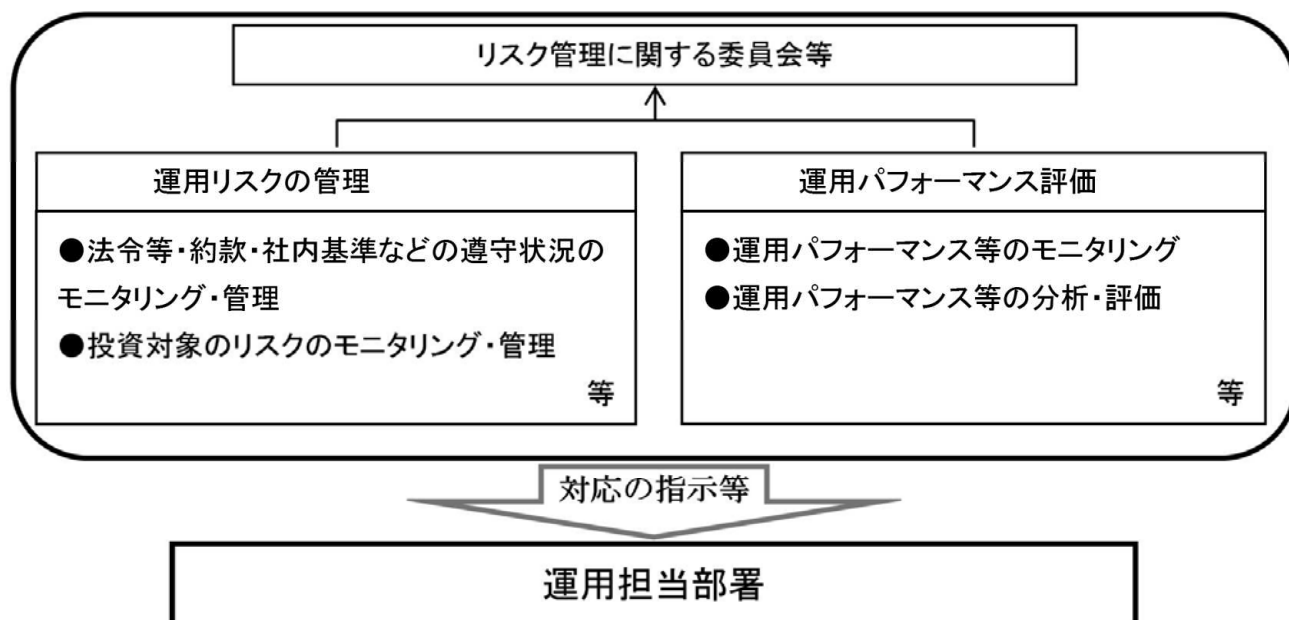 リスク管理に関する委員会等
運用リスクの管理
●法令等・約款・社内基準などの遵守状況の
モニタリング・管理
●投資対象のリスクのモニタリング・管理
等
運用パフォーマンス評価
●運用パフォーマンス等のモニタリング
●運用パフォーマンス等の分析・評価
等
対応の指示等
運用担当部署